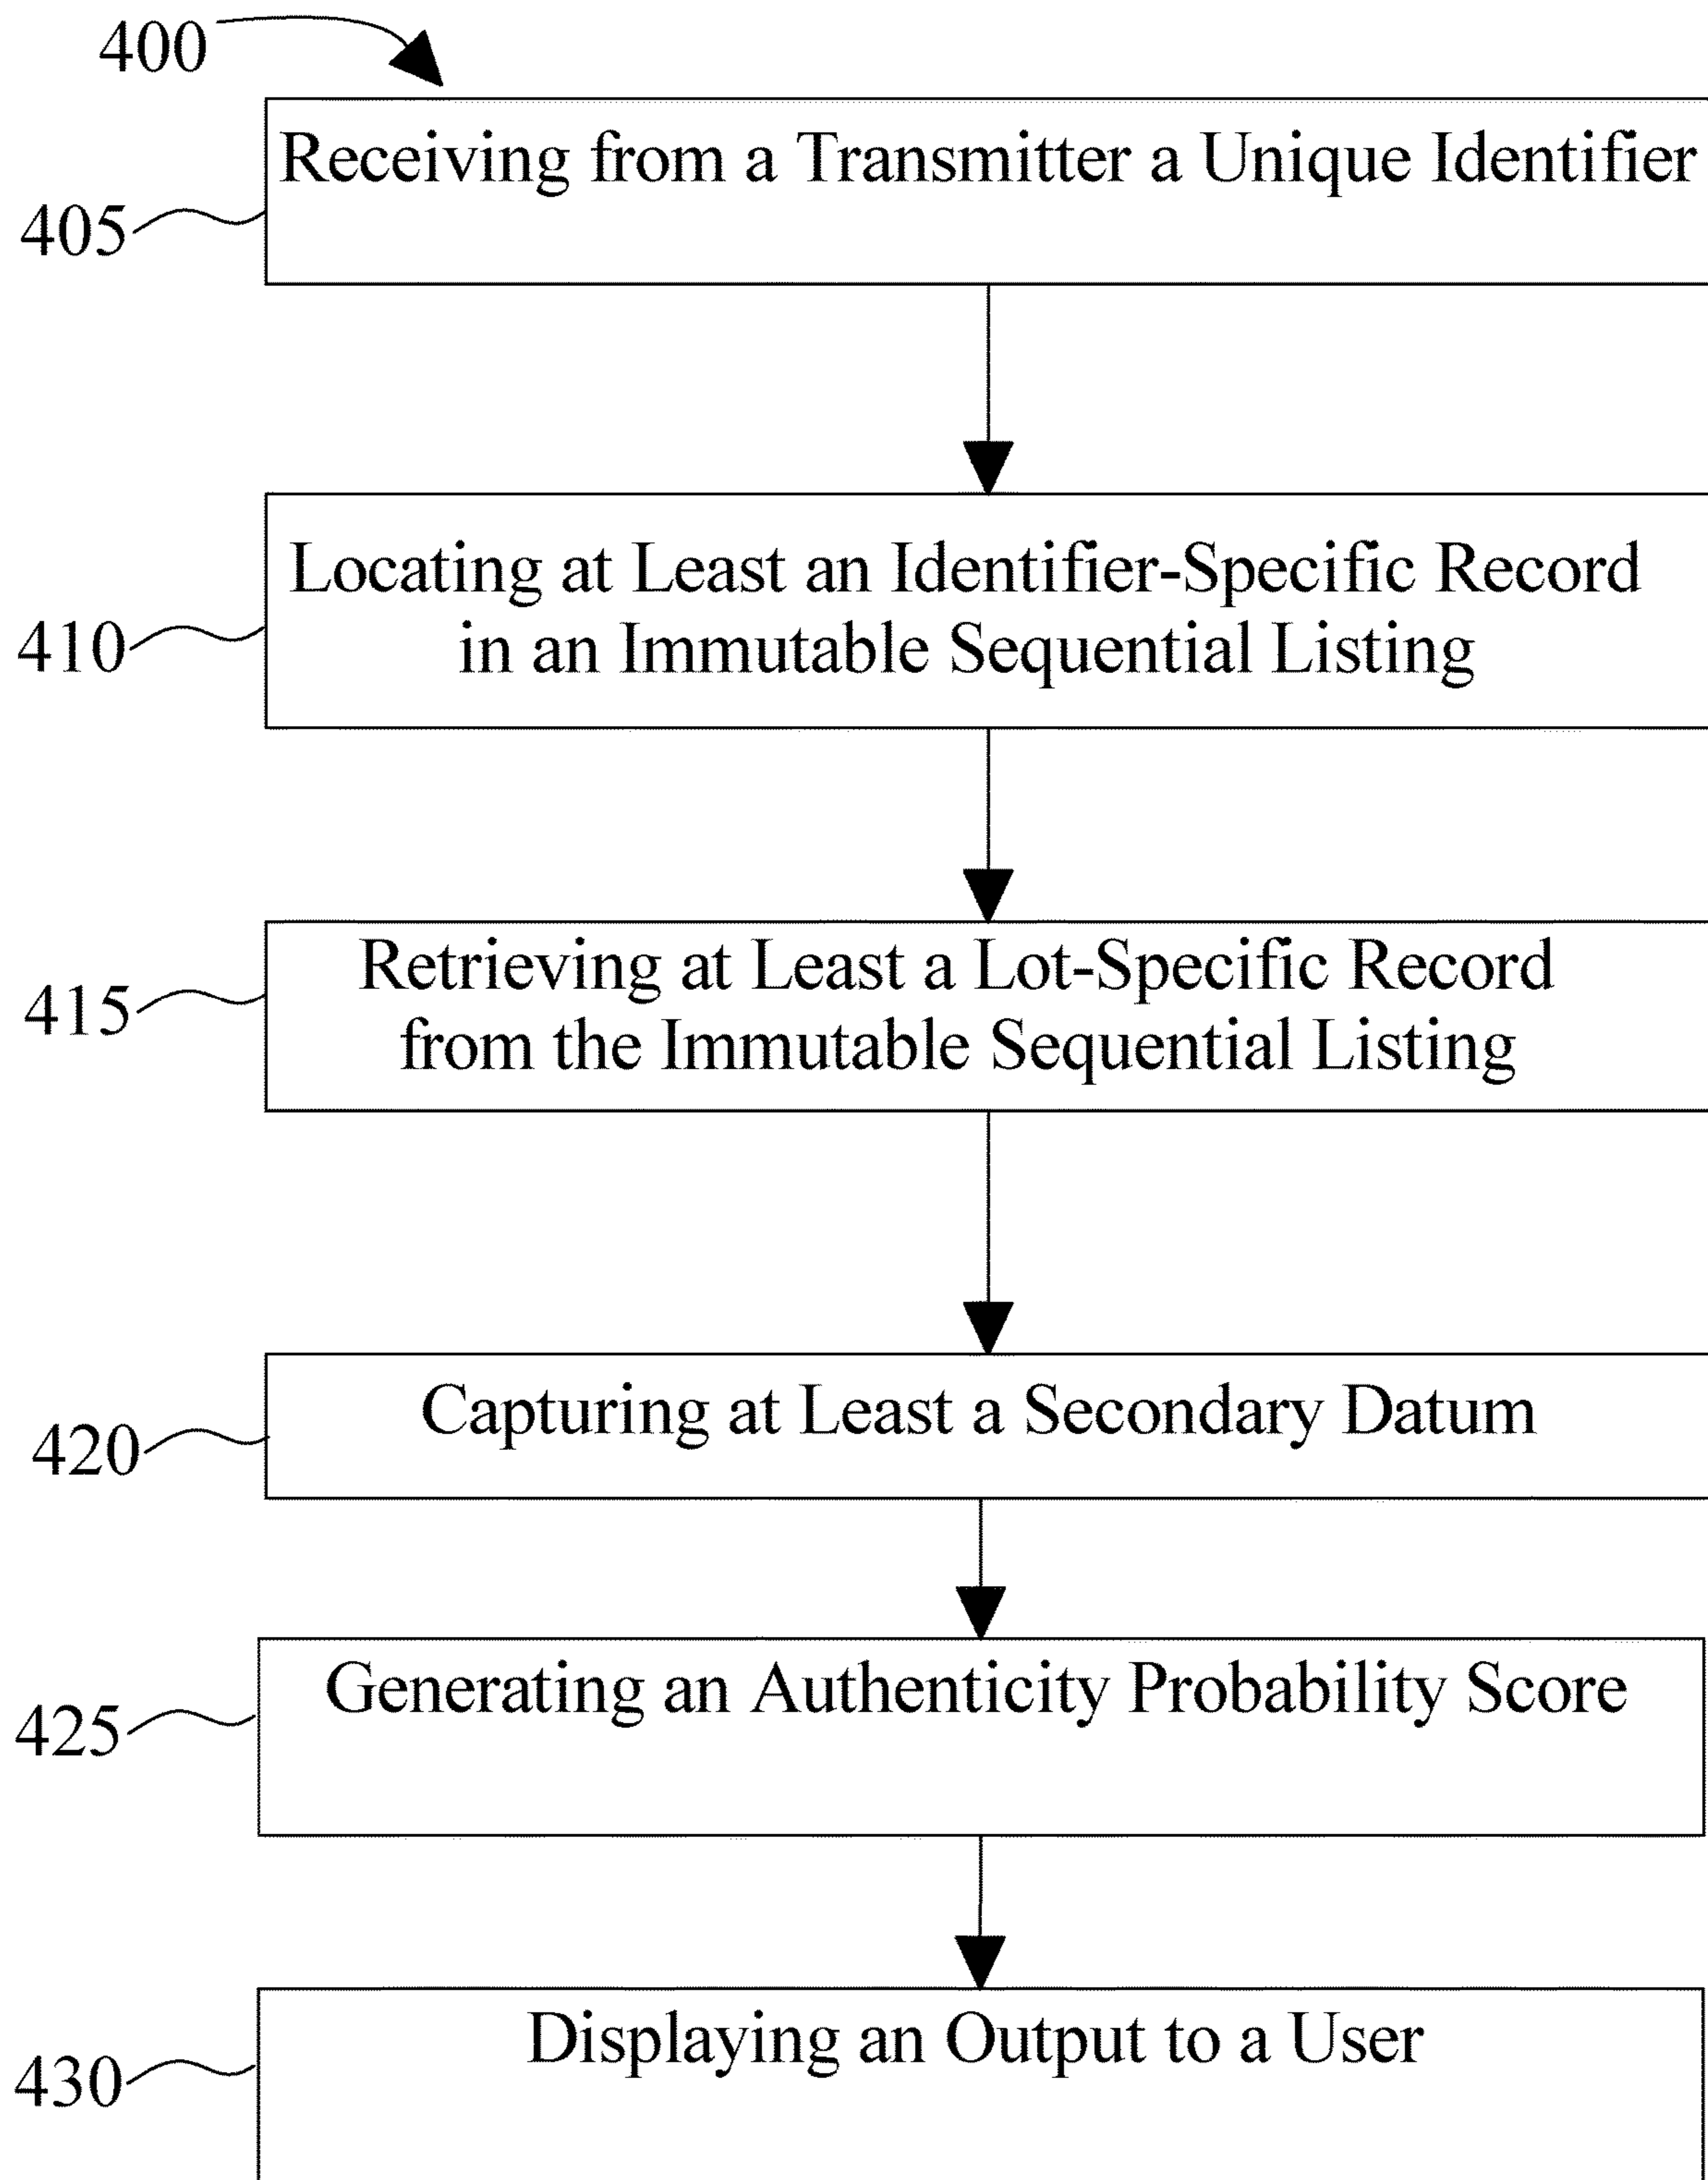 400
Receiving from a Transmitter a Unique Identifier
405
Locating at Least an Identifier-Specific Record
in an Immutable Sequential Listing
410
Retrieving at Least a Lot-Specific Record
from the Immutable Sequential Listing
415
Capturing at Least a Secondary Datum
420
Generating an Authenticity Probability Score
425
Displaying an Output to a User
430